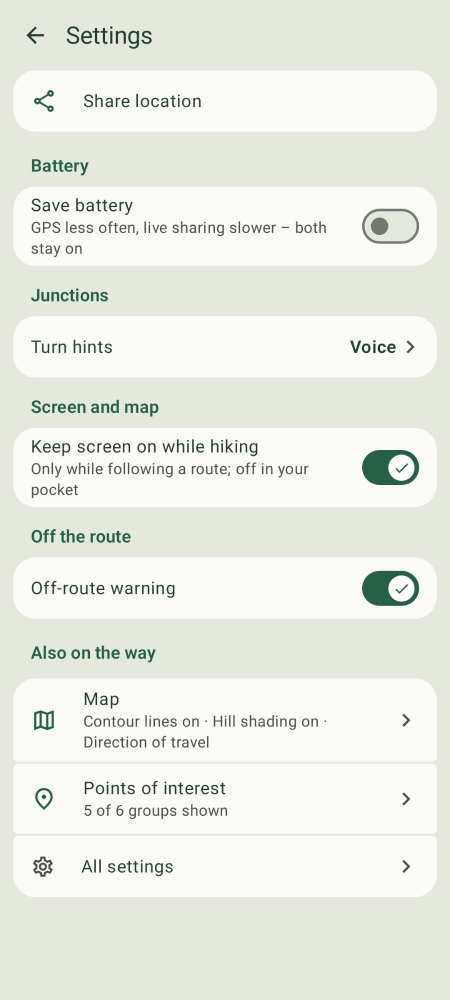 Settings
Share location
Battery
Save battery
GPS less often, live sharing slower – both
stay on
Junctions
Turn hints
Voice
Screen and map
Keep screen on while hiking
Only while following a route; off in your
pocket
Off the route
Off-route warning
Also on the way
Map
Contour lines on · Hill shading on ·
Direction of travel
Points of interest
5 of 6 groups shown
All settings